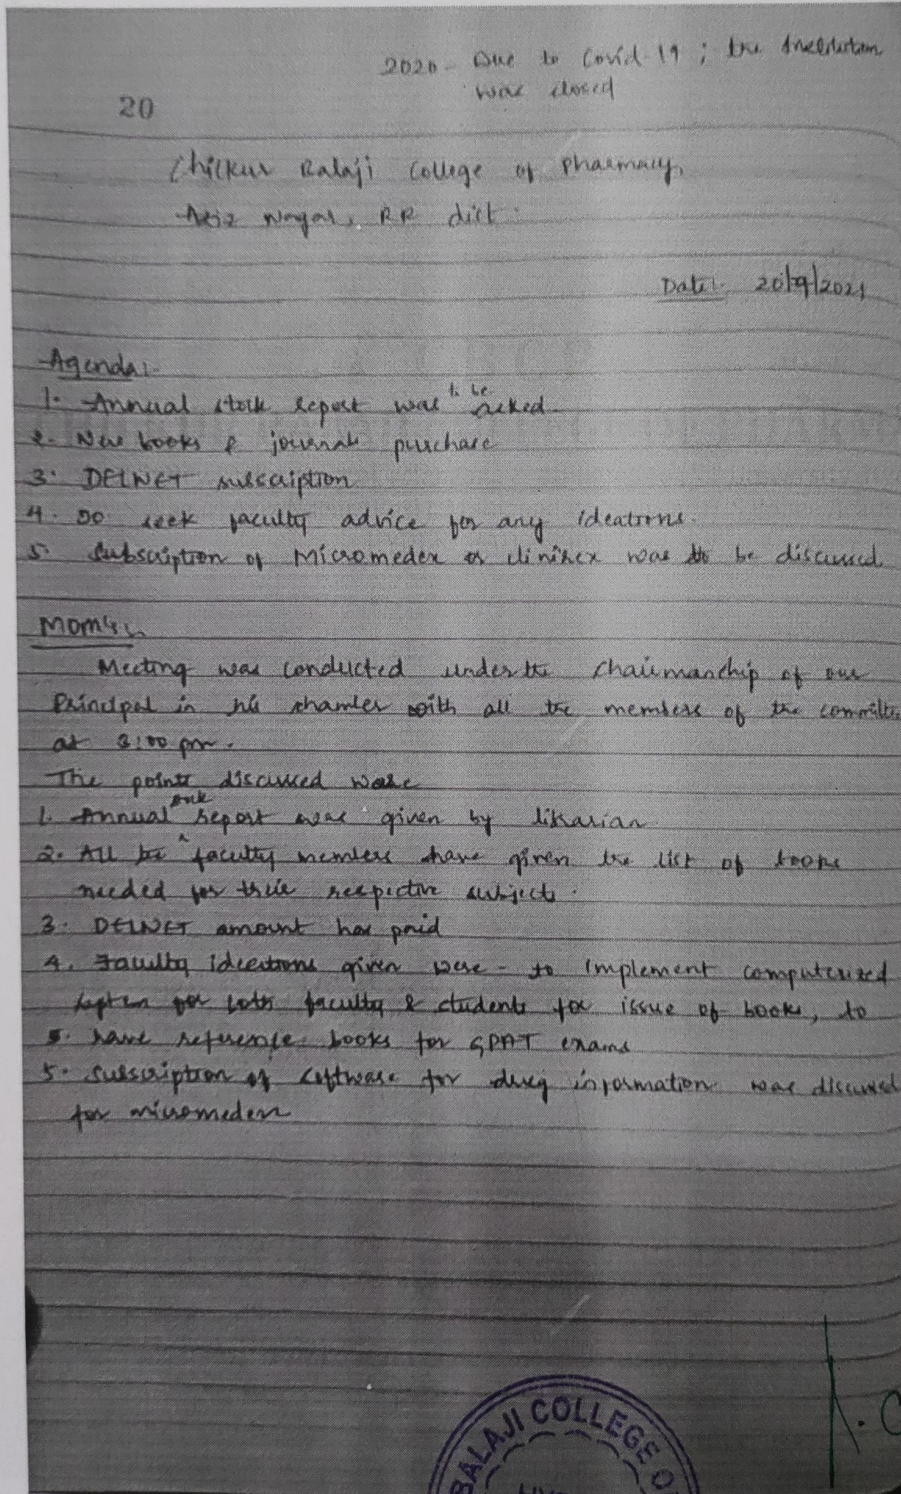 2020 - Due to Covid-19 ; the Institution
was closed
20
Chilkur Balaji College of Pharmacy,
Aziz Nagar, RR dist.
Date:- 20/9/2021
Agenda:-
1. Annual stock report was to be asked.
2. New books & journals purchase
3. DELNET suscription
4. To seek faculty advice for any ideations.
5. Subscription of Micromedex or clinirex was to be discussed
MOM's:-
Meeting was conducted under the chairmanship of our
Principal in his chamber with all the members of the committe
at 3:00 pm.
The points discussed were
1. Annual stock report was given by librarian
2. All the faculty members have given the list of books
needed for their respective subjects.
3. DELNET amount has paid
4. Faculty ideations given were - to implement computerized
system for both faculty & students for issue of books, to
5. have reference books for GPAT exams
5. Suscription of software for drug information was discussed
for micromedex
BALAJI COLLEGE O